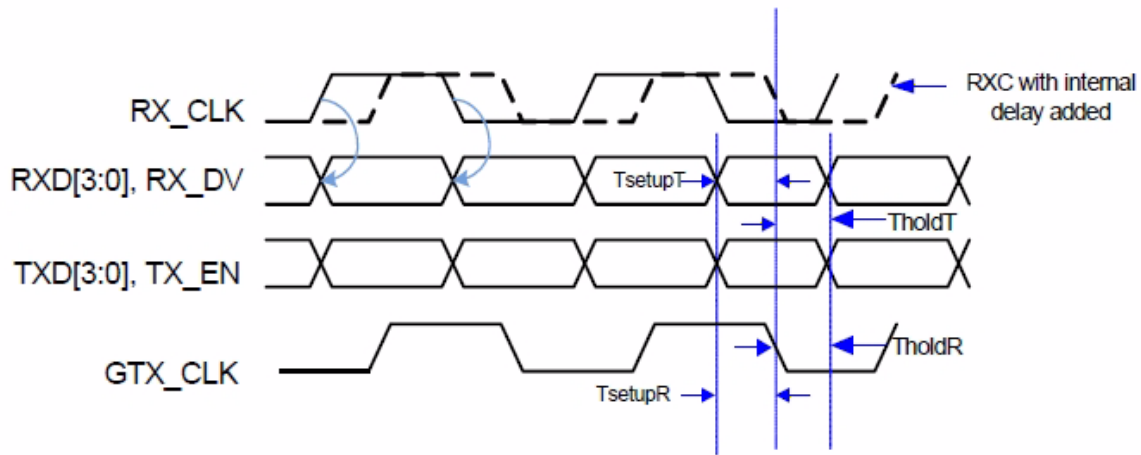 RX_CLK
RXC with internal
delay added
RXD[3:0], RX_DV
TsetupT
TholdT
TXD[3:0], TX_EN
TholdR
GTX_CLK
TsetupR